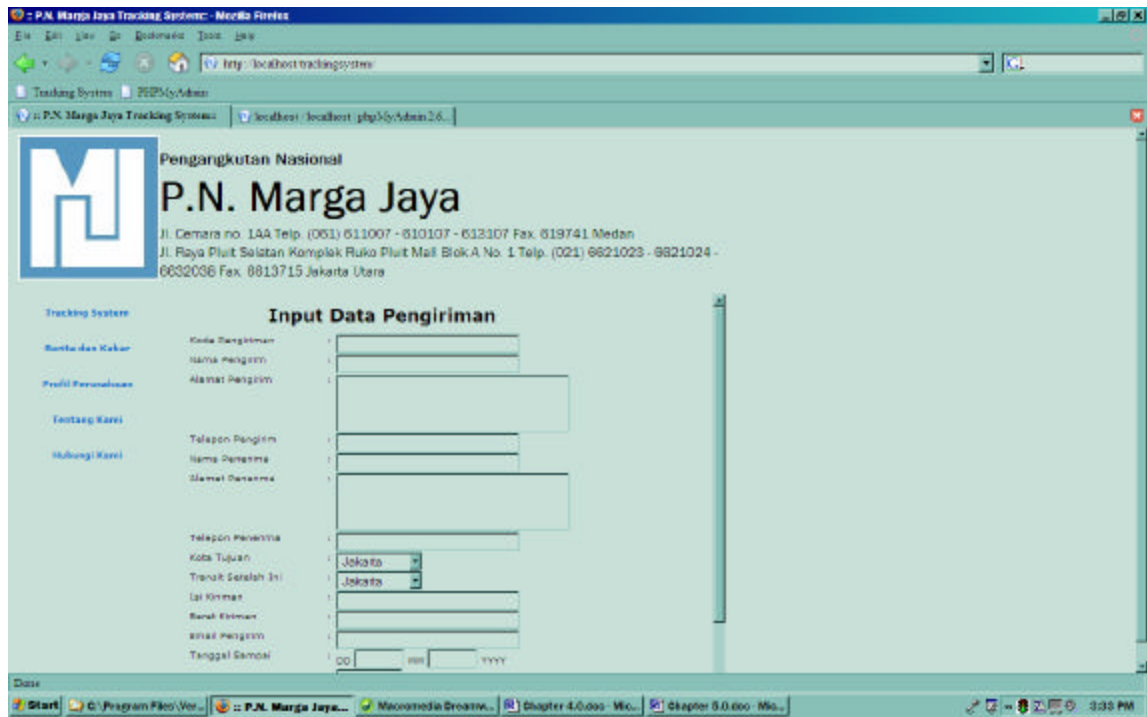 :: P.N. Marga Jaya Tracking System:: - Mozilla Firefox
File Edit View Go Bookmarks Tools Help
http://localhost/trackingsystem/
Tracking System PHPMyAdmin
:: P.N. Marga Jaya Tracking System:: localhost / localhost / phpMyAdmin 2.6...
Pengangkutan Nasional
P.N. Marga Jaya
Jl. Cemara no. 1AA Telp. (061) 611007 - 610107 - 613107 Fax. 619741 Medan
Jl. Raya Pluit Selatan Komplek Ruko Pluit Mall Blok A No. 1 Telp. (021) 6621023 - 6621024 -
6632036 Fax. 6613715 Jakarta Utara
Tracking System
Berita dan Kabar
Profil Perusahaan
Tentang Kami
Hubungi Kami
Input Data Pengiriman
Kode Pengiriman :
Nama Pengirim :
Alamat Pengirim :
Telepon Pengirim :
Nama Penerima :
Alamat Penerima :
Telepon Penerima :
Kota Tujuan : Jakarta
Transit Setelah Ini : Jakarta
Isi Kiriman :
Berat Kiriman :
Email Pengirim :
Tanggal Sampai : DD MM YYYY
Done
Start C:\Program Files\Ver... :: P.N. Marga Jaya... Macromedia Dreamw... Chapter 4.0.doc - Mic... Chapter 5.0.doc - Mic... 3:33 PM